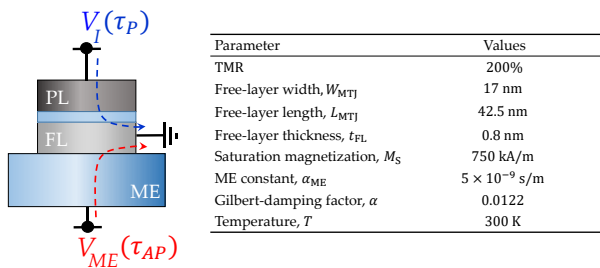 V_I(τ_P)
PL
FL
ME
V_ME(τ_AP)
Parameter Values
TMR 200%
Free-layer width, W_MTJ 17 nm
Free-layer length, L_MTJ 42.5 nm
Free-layer thickness, t_FL 0.8 nm
Saturation magnetization, M_S 750 kA/m
ME constant, α_ME 5 × 10⁻⁹ s/m
Gilbert-damping factor, α 0.0122
Temperature, T 300 K